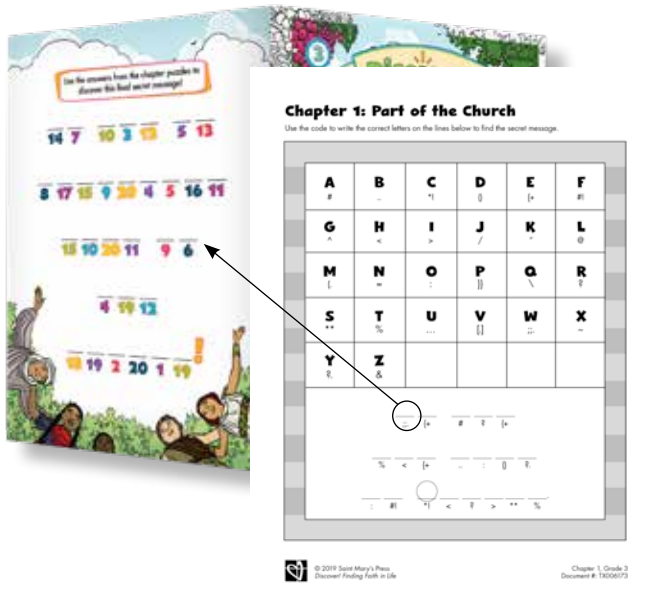 Use the answers from the chapter puzzles to
discover this final secret message!
14 7 10 3 13 5 13
8 17 15 9 20 4 5 16 11
15 10 20 11 9 6
4 19 12
18 19 2 20 1 19 !
3
Chapter 1: Part of the Church
Use the code to write the correct letters on the lines below to find the secret message.
A B C D E F
# .. *! () {+ #!
G H I J K L
^ < > / ' @
M N O P Q R
{. = : }} \ ?
S T U V W X
** % ... [.] ;;. ~
Y Z
?. &
;;. {+ # ? {+
% < {+ .. : () ?.
: #! *! < ? > ** %
© 2019 Saint Mary's Press
Discover! Finding Faith in Life
Chapter 1, Grade 3
Document #: TX006173